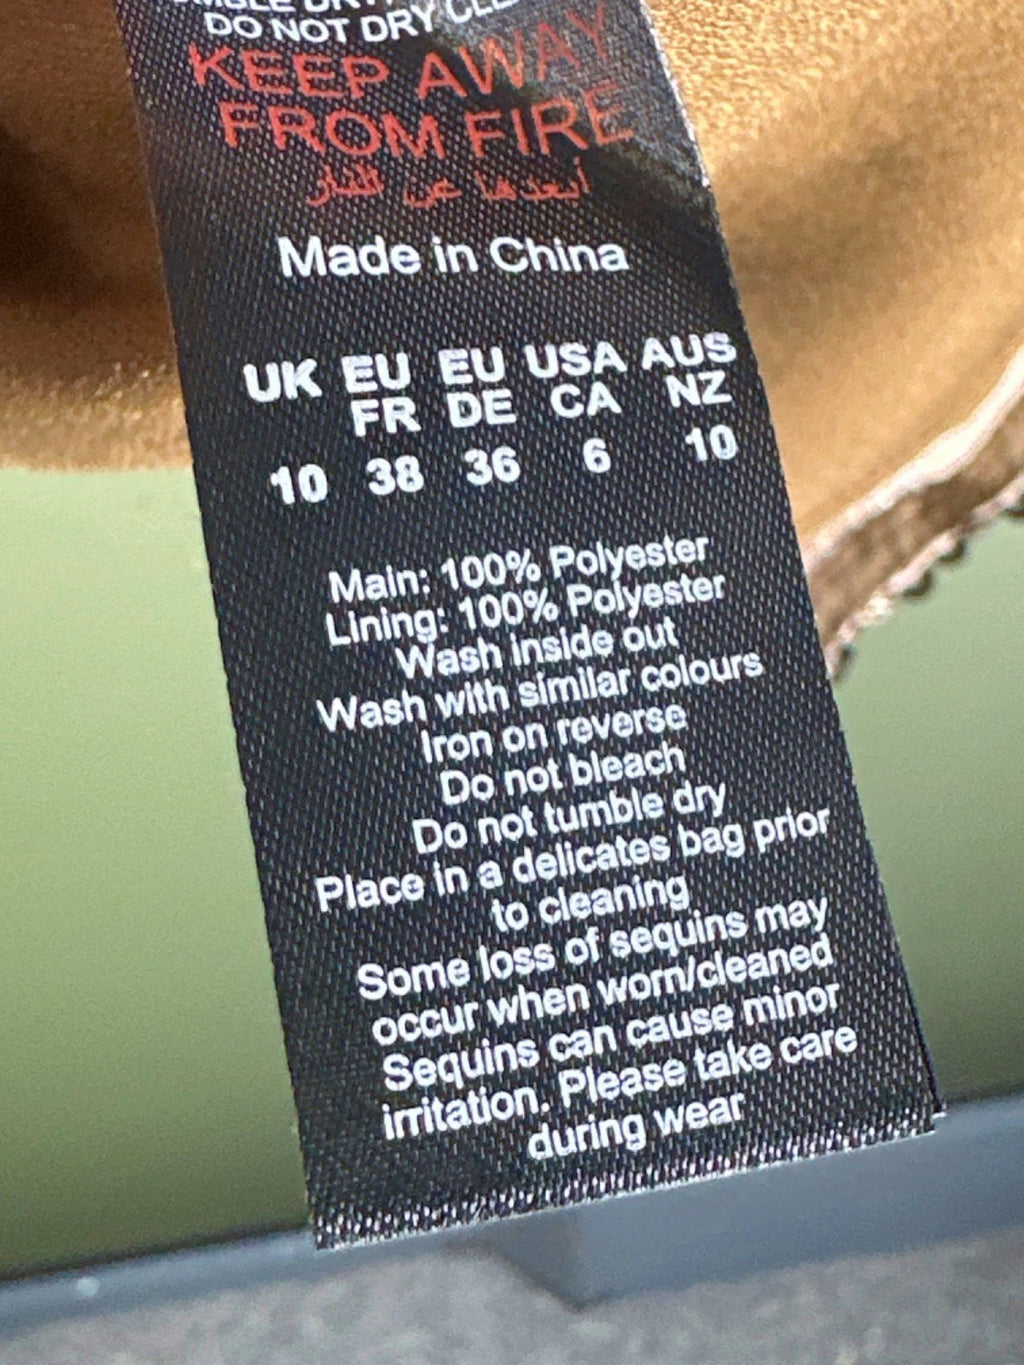 DO NOT DRY
KEEP AWAY
FROM FIRE
أبعدها عن النار
Made in China
UK EU EU USA AUS
FR DE CA NZ
10 38 36 6 10
Main: 100% Polyester
Lining: 100% Polyester
Wash inside out
Wash with similar colours
Iron on reverse
Do not bleach
Do not tumble dry
Place in a delicates bag prior
to cleaning
Some loss of sequins may
occur when worn/cleaned
Sequins can cause minor
irritation. Please take care
during wear